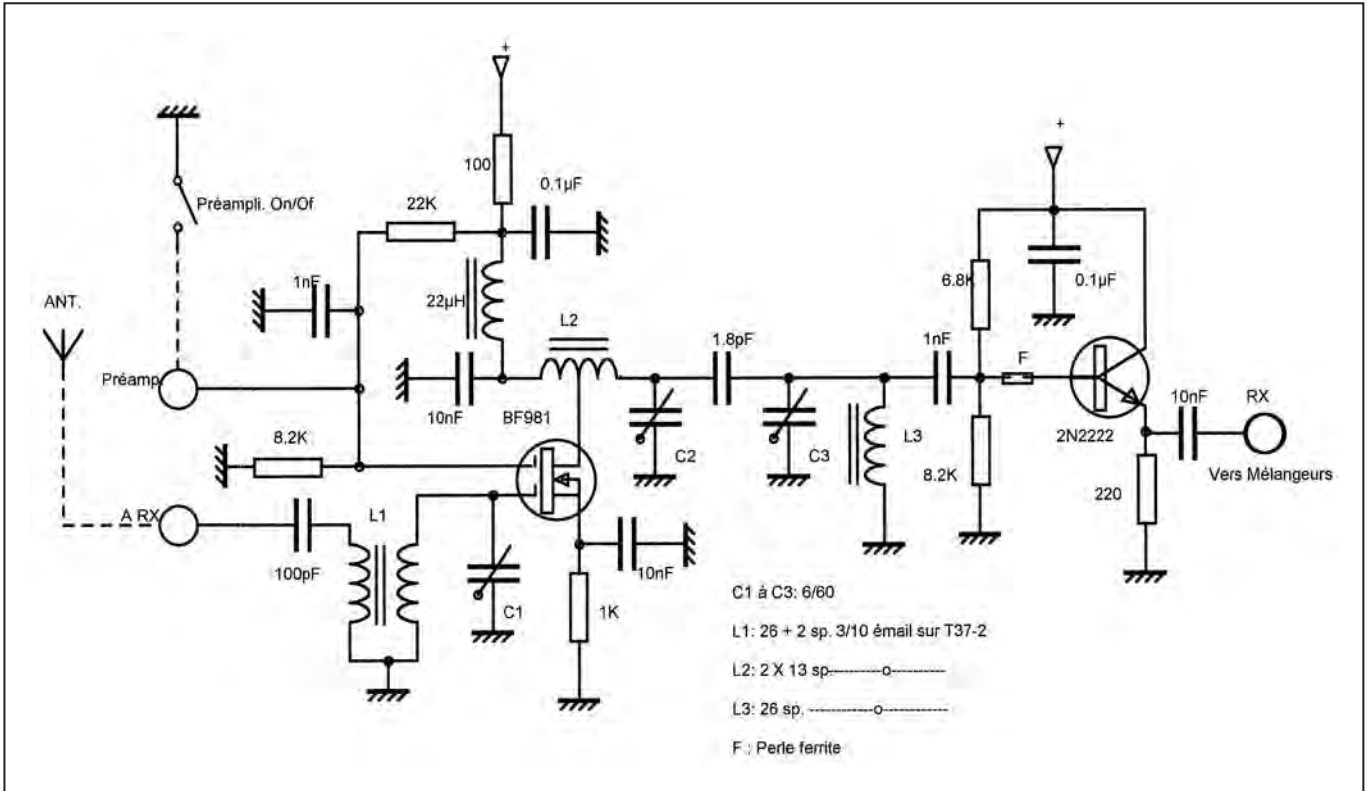 +
100
0.1µF
Préampli. On/Of
22K
+
1nF
22µH
6.8K
0.1µF
ANT.
L2
1.8pF
1nF
F
Préamp.
10nF
BF981
10nF
RX
8.2K
C2
C3
L3
2N2222
8.2K
Vers Mélangeurs
A RX
L1
220
100pF
10nF
C1
1K
C1 à C3: 6/60
L1: 26 + 2 sp. 3/10 émail sur T37-2
L2: 2 X 13 sp.----------o----------
L3: 26 sp. ------------o------------
F : Perle ferrite